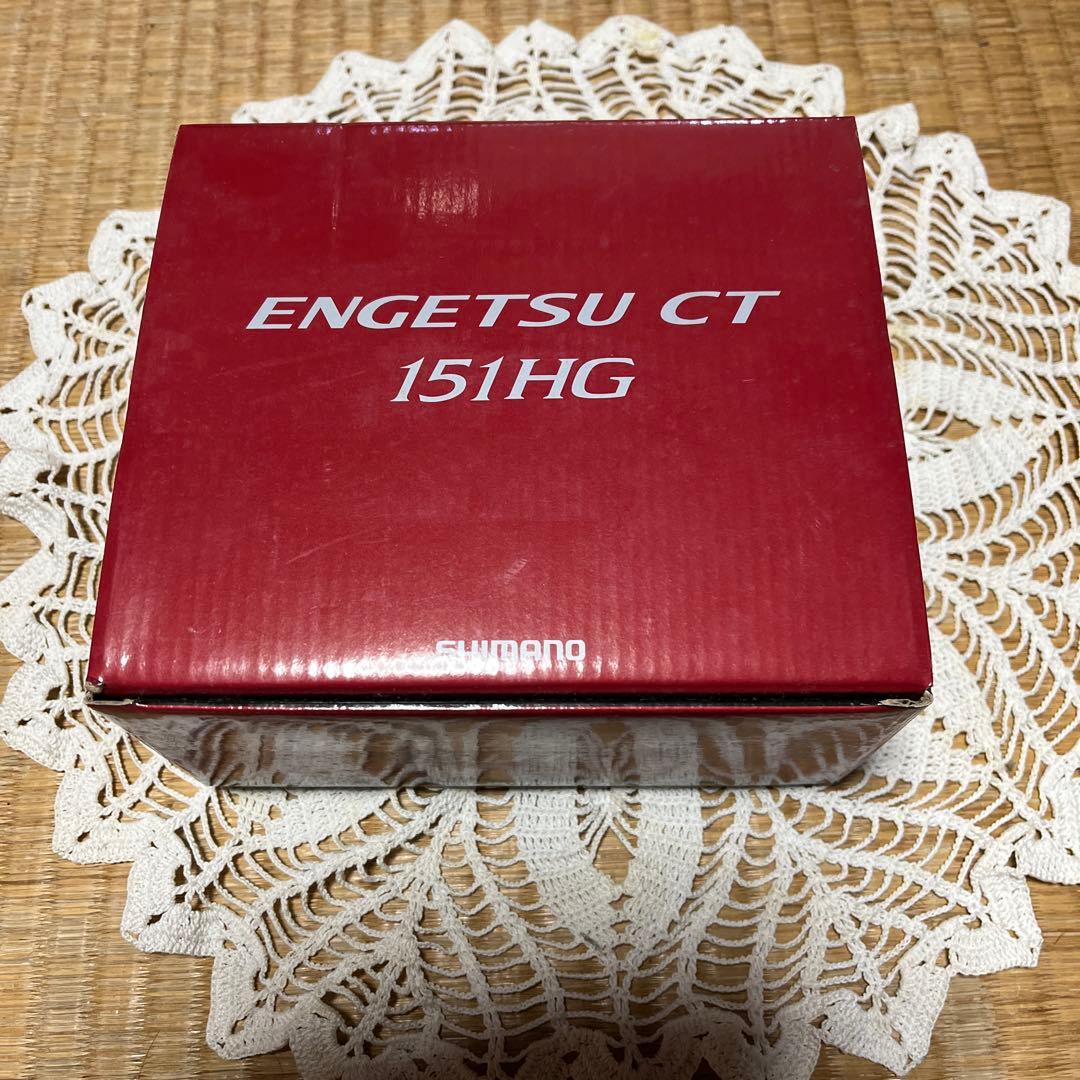 ENGETSU CT
151HG
SHIMANO